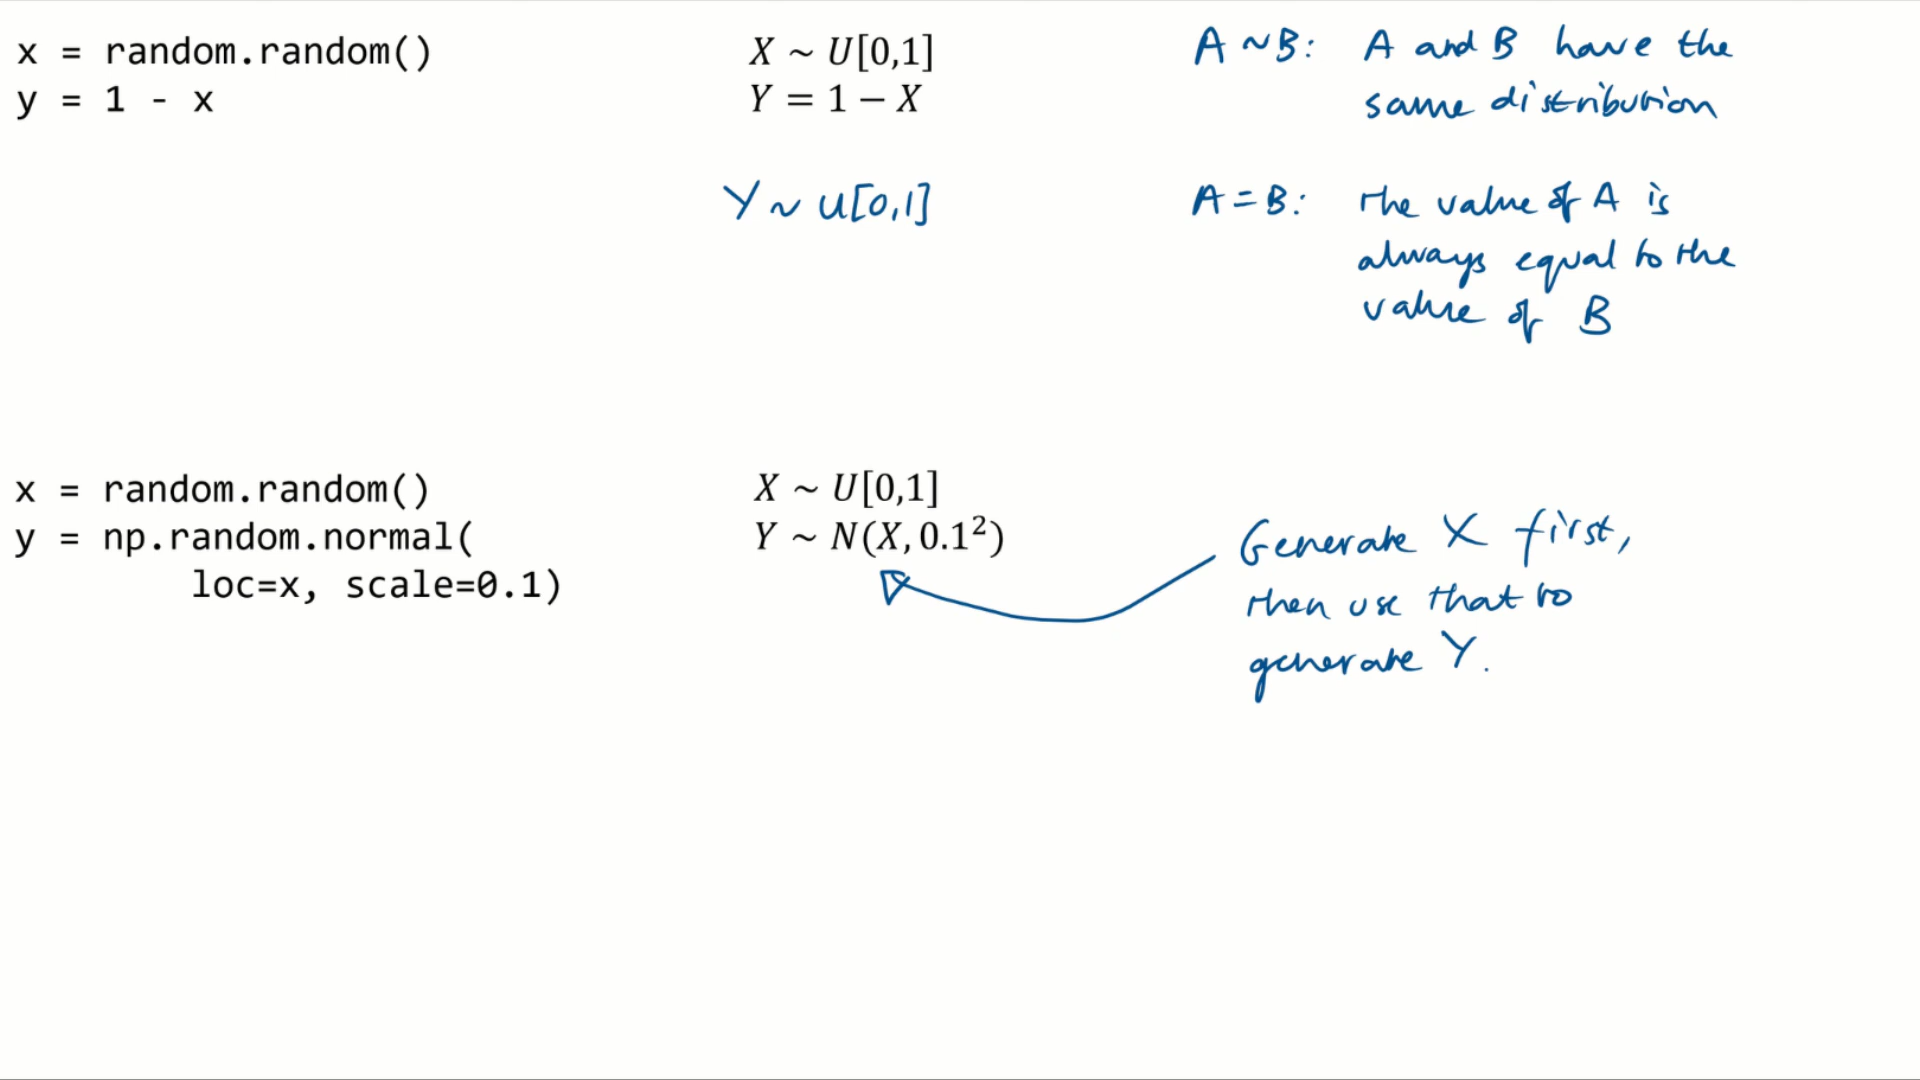 x = random.random()
y = 1 - x
X ~ U[0,1]
Y = 1 − X
Y ~ U[0,1]
A ~ B: A and B have the
same distribution
A = B: the value of A is
always equal to the
value of B
x = random.random()
y = np.random.normal(
loc=x, scale=0.1)
X ~ U[0,1]
Y ~ N(X, 0.1²)
Generate X first,
then use that to
generate Y.